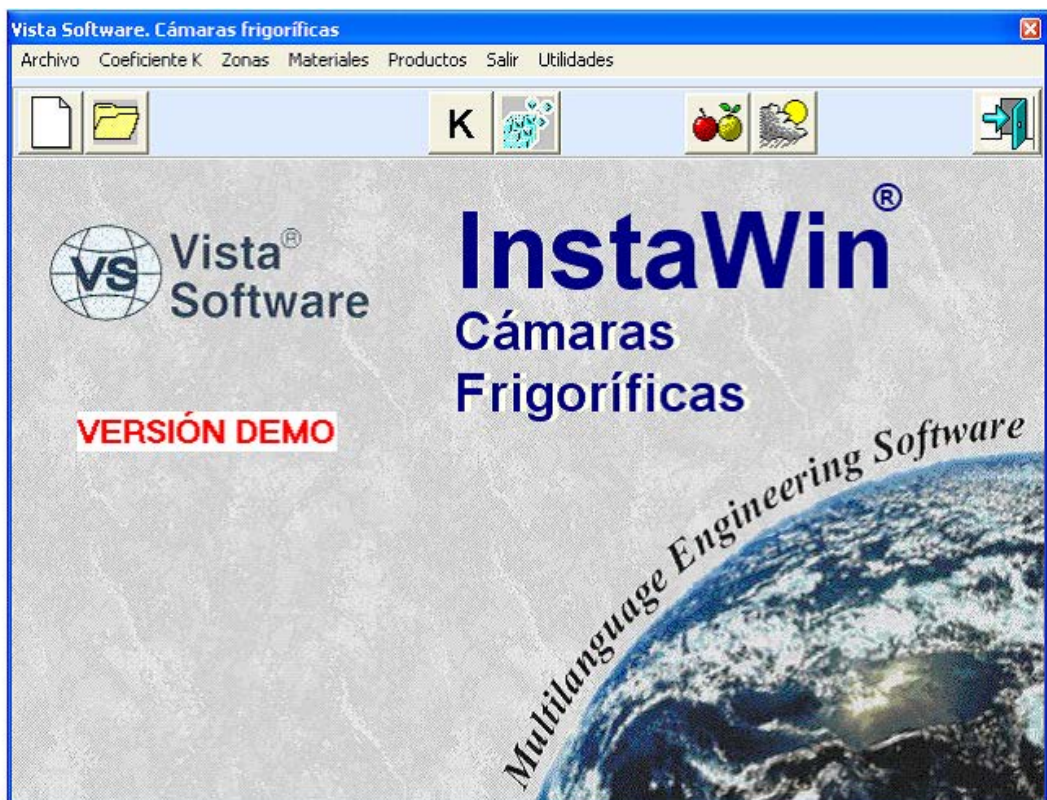 Vista Software. Cámaras frigoríficas
Archivo Coeficiente K Zonas Materiales Productos Salir Utilidades
K
VS
Vista®
Software
InstaWin®
Cámaras
Frigoríficas
VERSIÓN DEMO
Multilanguage Engineering Software